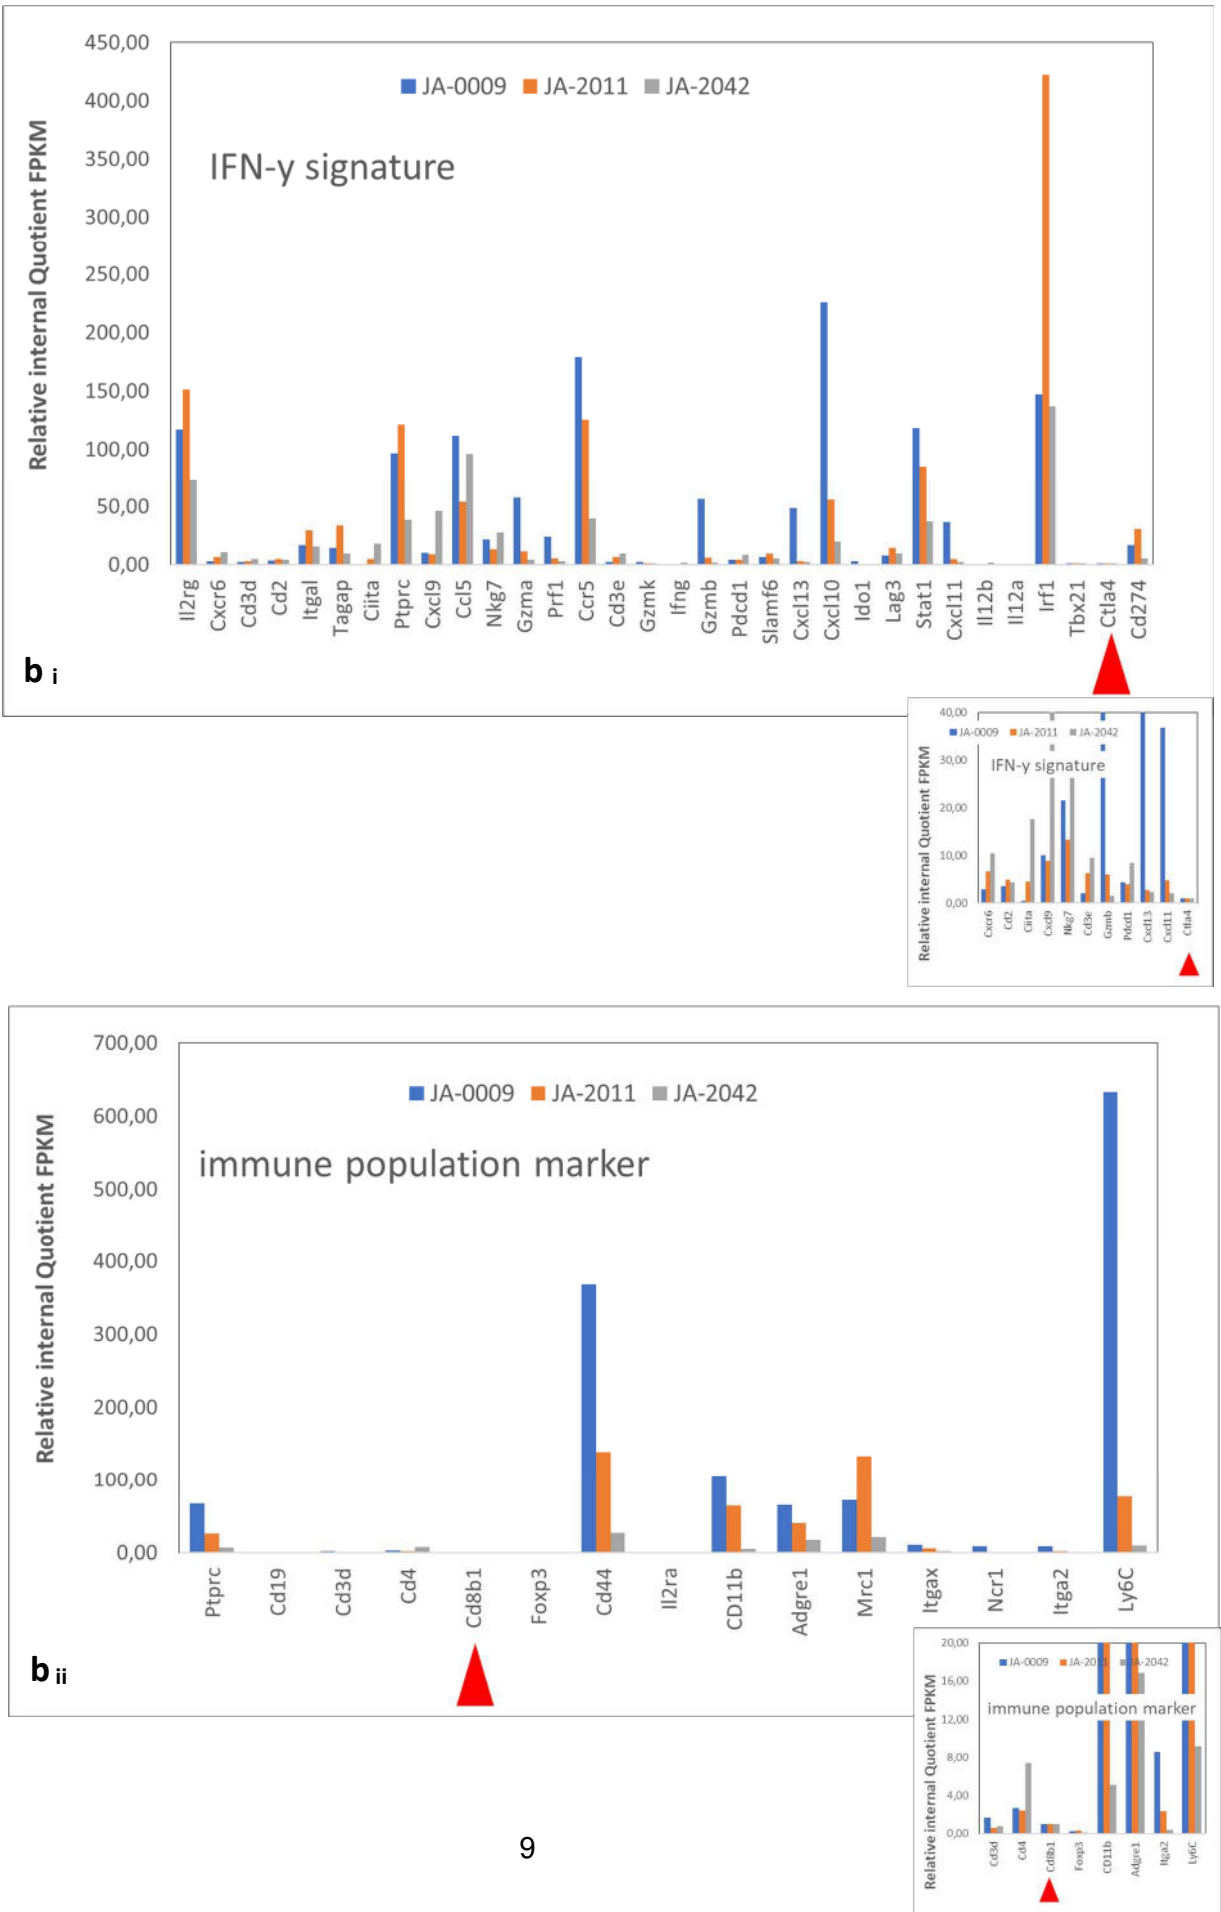 450,00
400,00
350,00
300,00
250,00
200,00
150,00
100,00
50,00
0,00
Relative internal Quotient FPKM
JA-0009 JA-2011 JA-2042
IFN-y signature
Il2rg Cxcr6 Cd3d Cd2 Itgal Tagap Ciita Ptprc Cxcl9 Ccl5 Nkg7 Gzma Prf1 Ccr5 Cd3e Gzmk Ifng Gzmb Pdcd1 Slamf6 Cxcl13 Cxcl10 Ido1 Lag3 Stat1 Cxcl11 Il12b Il12a Irf1 Tbx21 Ctla4 Cd274
b i
40,00
30,00
20,00
10,00
0,00
Relative internal Quotient FPKM
JA-0009 JA-2011 JA-2042
IFN-y signature
Cxcr6 Cd2 Ciita Cxcl9 Nkg7 Cd3e Gzmb Pdcd1 Cxcl13 Cxcl11 Ctla4
700,00
600,00
500,00
400,00
300,00
200,00
100,00
0,00
Relative internal Quotient FPKM
JA-0009 JA-2011 JA-2042
immune population marker
Ptprc Cd19 Cd3d Cd4 Cd8b1 Foxp3 Cd44 Il2ra CD11b Adgre1 Mrc1 Itgax Ncr1 Itga2 Ly6C
b ii
20,00
16,00
12,00
8,00
4,00
0,00
Relative internal Quotient FPKM
JA-0009 JA-2011 JA-2042
immune population marker
Cd3d Cd4 Cd8b1 Foxp3 CD11b Adgre1 Itga2 Ly6C
9